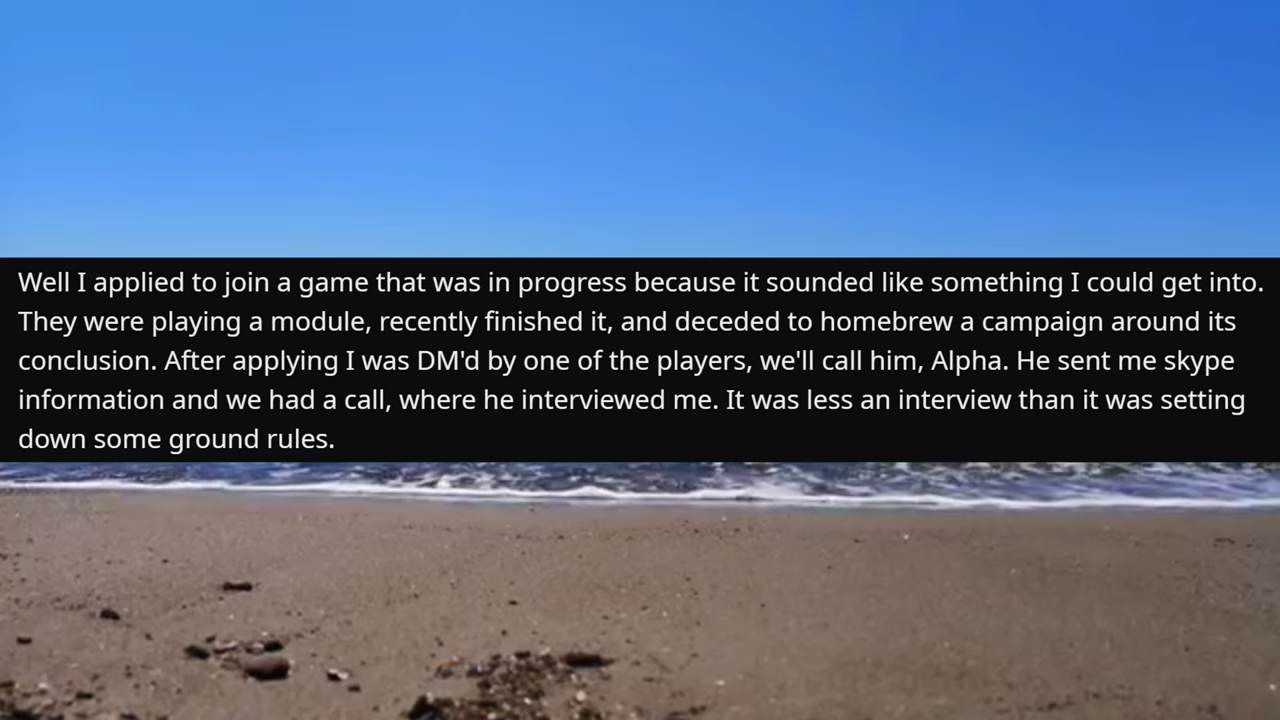 Well I applied to join a game that was in progress because it sounded like something I could get into.
They were playing a module, recently finished it, and deceded to homebrew a campaign around its
conclusion. After applying I was DM'd by one of the players, we'll call him, Alpha. He sent me skype
information and we had a call, where he interviewed me. It was less an interview than it was setting
down some ground rules.